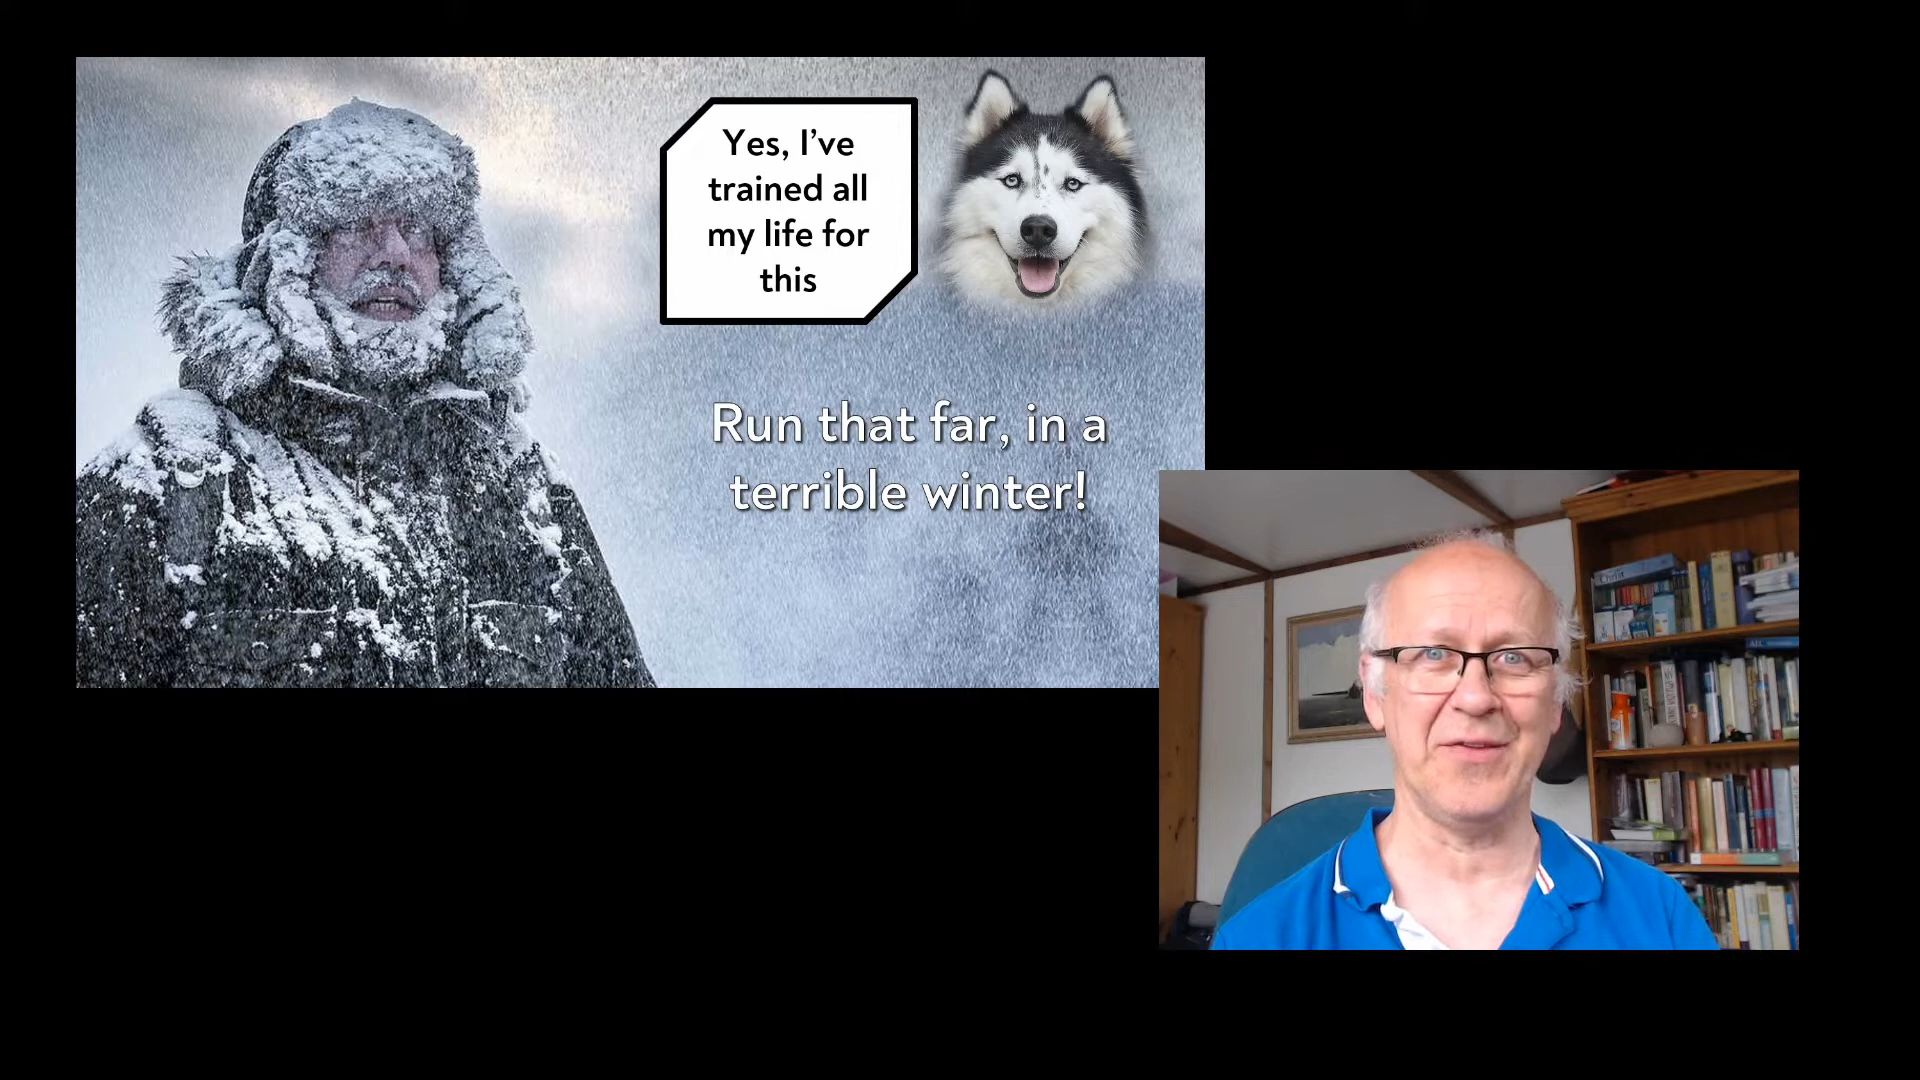 Yes, I’ve
trained all
my life for
this
Run that far, in a
terrible winter!